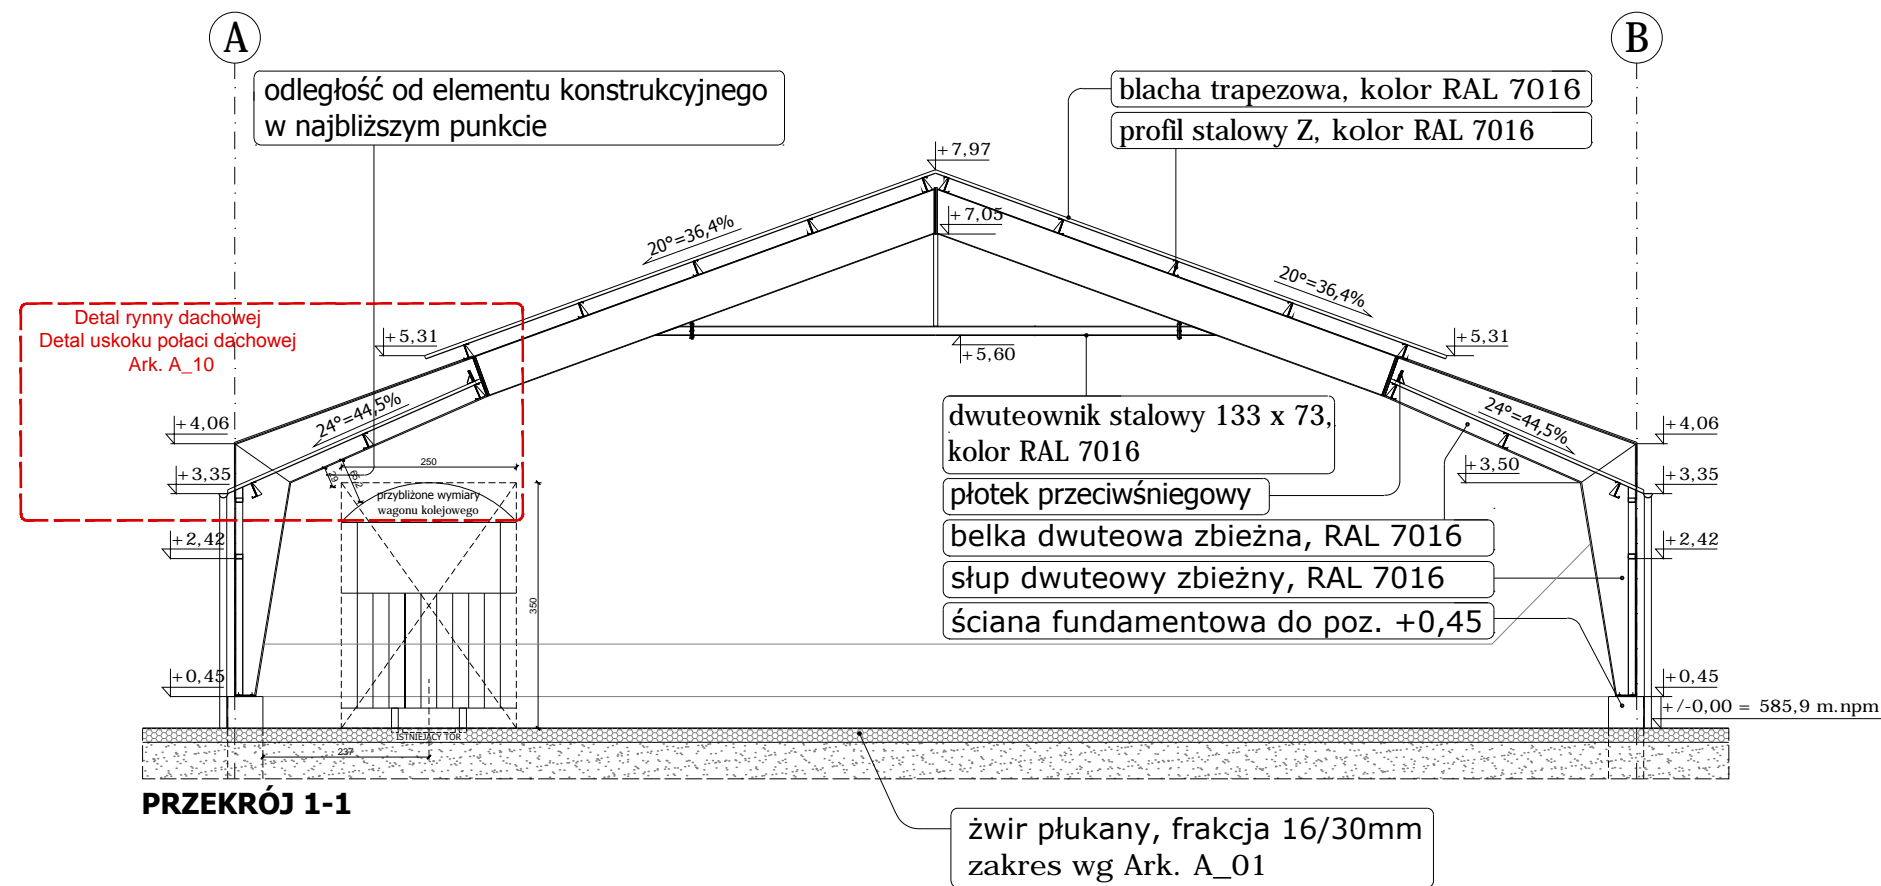 A
B
odległość od elementu konstrukcyjnego
w najbliższym punkcie
blacha trapezowa, kolor RAL 7016
profil stalowy Z, kolor RAL 7016
+7,97
+7,05
20°=36,4%
20°=36,4%
Detal rynny dachowej
Detal uskoku połaci dachowej
Ark. A_10
+5,31
+5,60
+5,31
24°=44,5%
dwuteownik stalowy 133 x 73,
kolor RAL 7016
24°=44,5%
+4,06
+4,06
+3,35
29
65,2
250
+3,50
+3,35
przybliżone wymiary
wagonu kolejowego
płotek przeciwśniegowy
belka dwuteowa zbieżna, RAL 7016
+2,42
+2,42
słup dwuteowy zbieżny, RAL 7016
350
ściana fundamentowa do poz. +0,45
+0,45
+0,45
+/-0,00 = 585,9 m.npm
ISTNIEJĄCY TOR
237
PRZEKRÓJ 1-1
żwir płukany, frakcja 16/30mm
zakres wg Ark. A_01